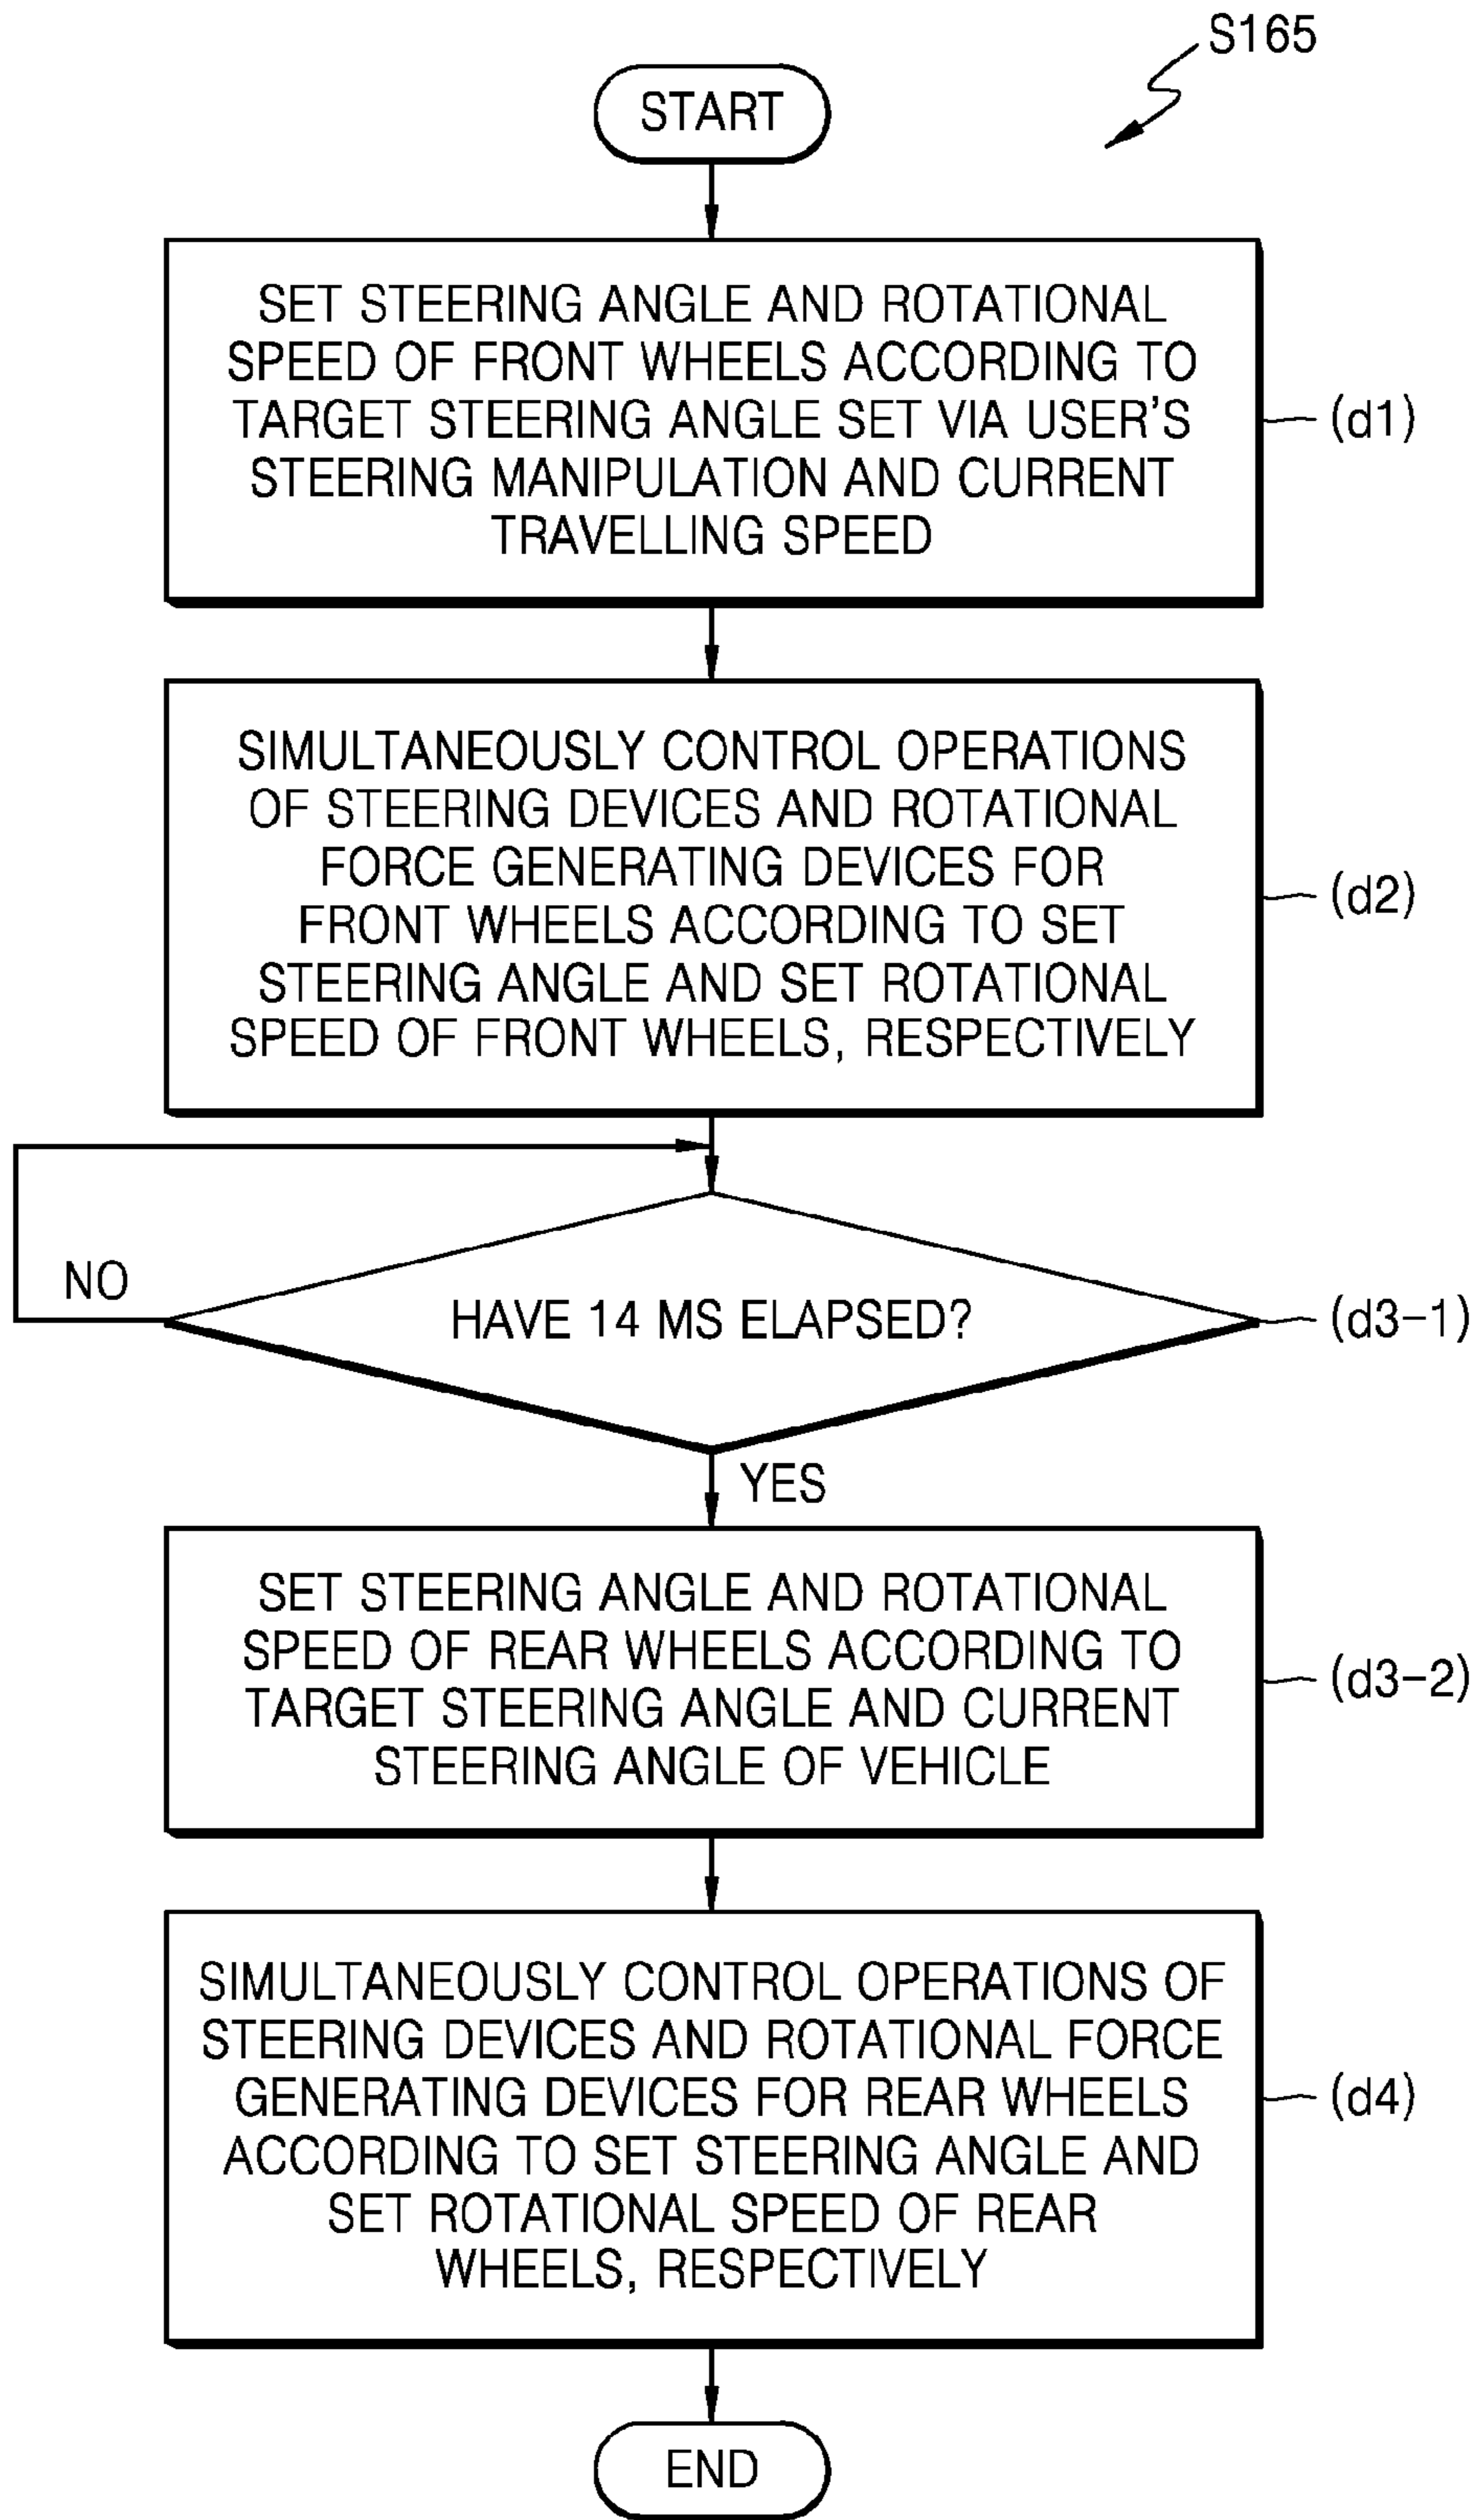 S165
START
SET STEERING ANGLE AND ROTATIONAL
SPEED OF FRONT WHEELS ACCORDING TO
TARGET STEERING ANGLE SET VIA USER'S
STEERING MANIPULATION AND CURRENT
TRAVELLING SPEED
(d1)
SIMULTANEOUSLY CONTROL OPERATIONS
OF STEERING DEVICES AND ROTATIONAL
FORCE GENERATING DEVICES FOR
FRONT WHEELS ACCORDING TO SET
STEERING ANGLE AND SET ROTATIONAL
SPEED OF FRONT WHEELS, RESPECTIVELY
(d2)
NO
HAVE 14 MS ELAPSED?
(d3-1)
YES
SET STEERING ANGLE AND ROTATIONAL
SPEED OF REAR WHEELS ACCORDING TO
TARGET STEERING ANGLE AND CURRENT
STEERING ANGLE OF VEHICLE
(d3-2)
SIMULTANEOUSLY CONTROL OPERATIONS OF
STEERING DEVICES AND ROTATIONAL FORCE
GENERATING DEVICES FOR REAR WHEELS
ACCORDING TO SET STEERING ANGLE AND
SET ROTATIONAL SPEED OF REAR
WHEELS, RESPECTIVELY
(d4)
END